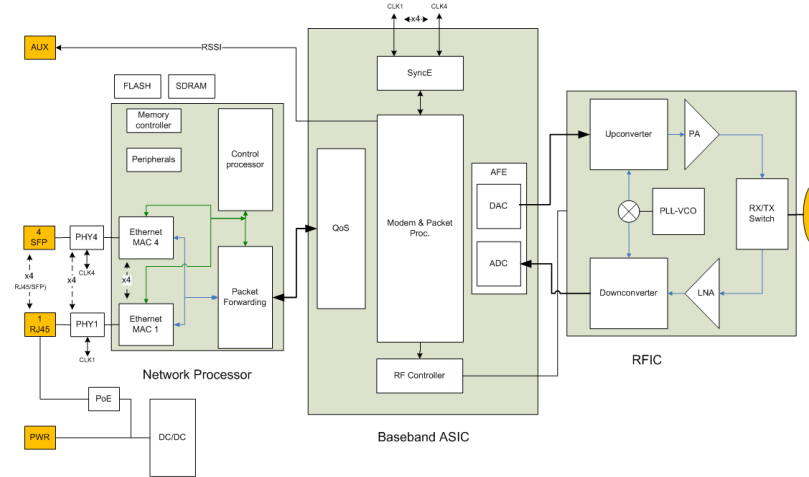 CLK1
x4
CLK4
AUX
RSSI
SyncE
FLASH
SDRAM
Memory
controller
Peripherals
Control
processor
Upconverter
PA
AFE
DAC
PLL-VCO
RX/TX
Switch
QoS
Modem & Packet
Proc.
4
SFP
PHY4
Ethernet
MAC 4
ADC
CLK4
x4
RJ45/SFP)
x4
x4
Packet
Forwarding
Downconverter
LNA
1
RJ45
PHY1
Ethernet
MAC 1
CLK1
RFIC
Network Processor
RF Controller
PoE
PWR
DC/DC
Baseband ASIC